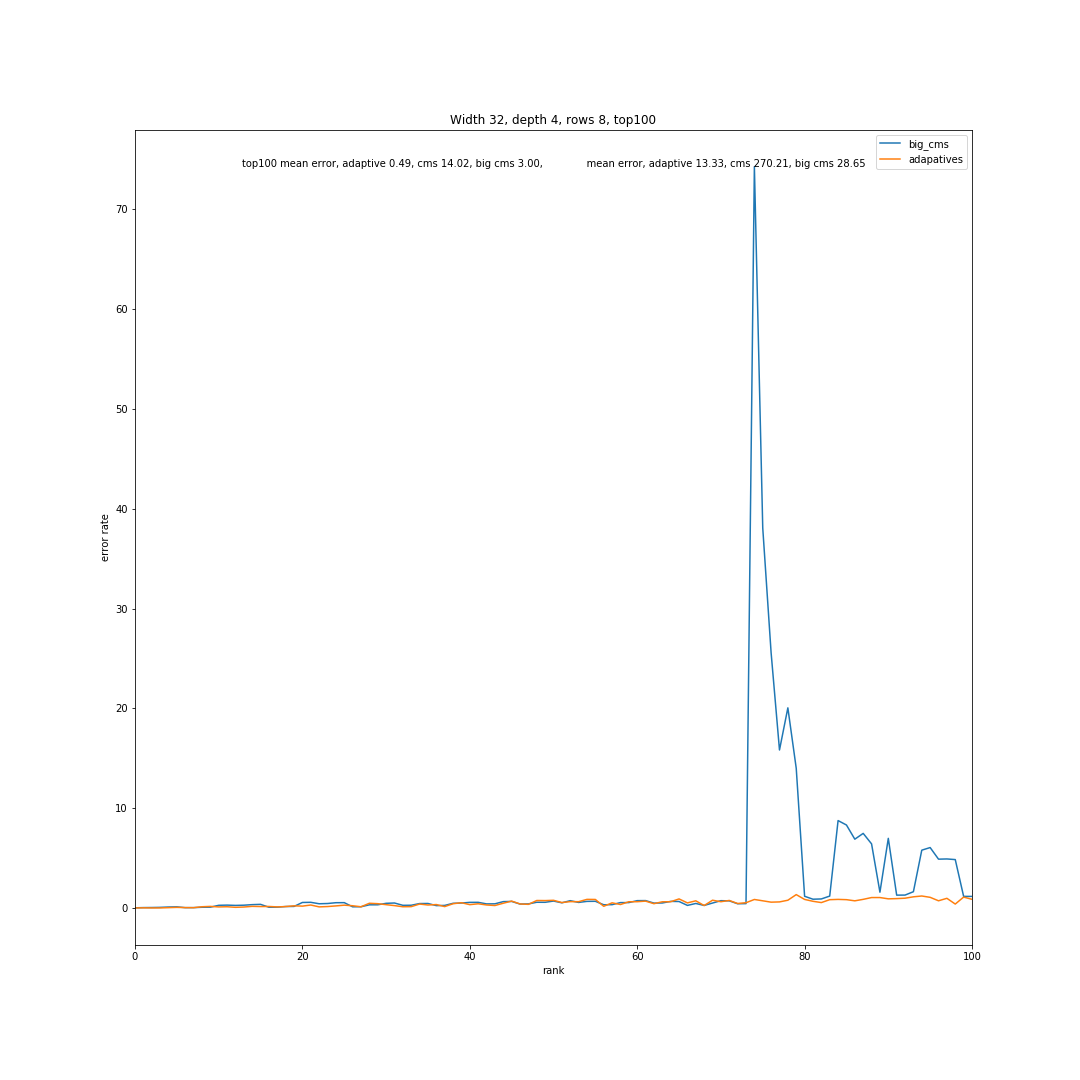 Width 32, depth 4, rows 8, top100
top100 mean error, adaptive 0.49, cms 14.02, big cms 3.00, mean error, adaptive 13.33, cms 270.21, big cms 28.65
big_cms
adapatives
70
60
50
40
30
20
10
0
error rate
0 20 40 60 80 100
rank